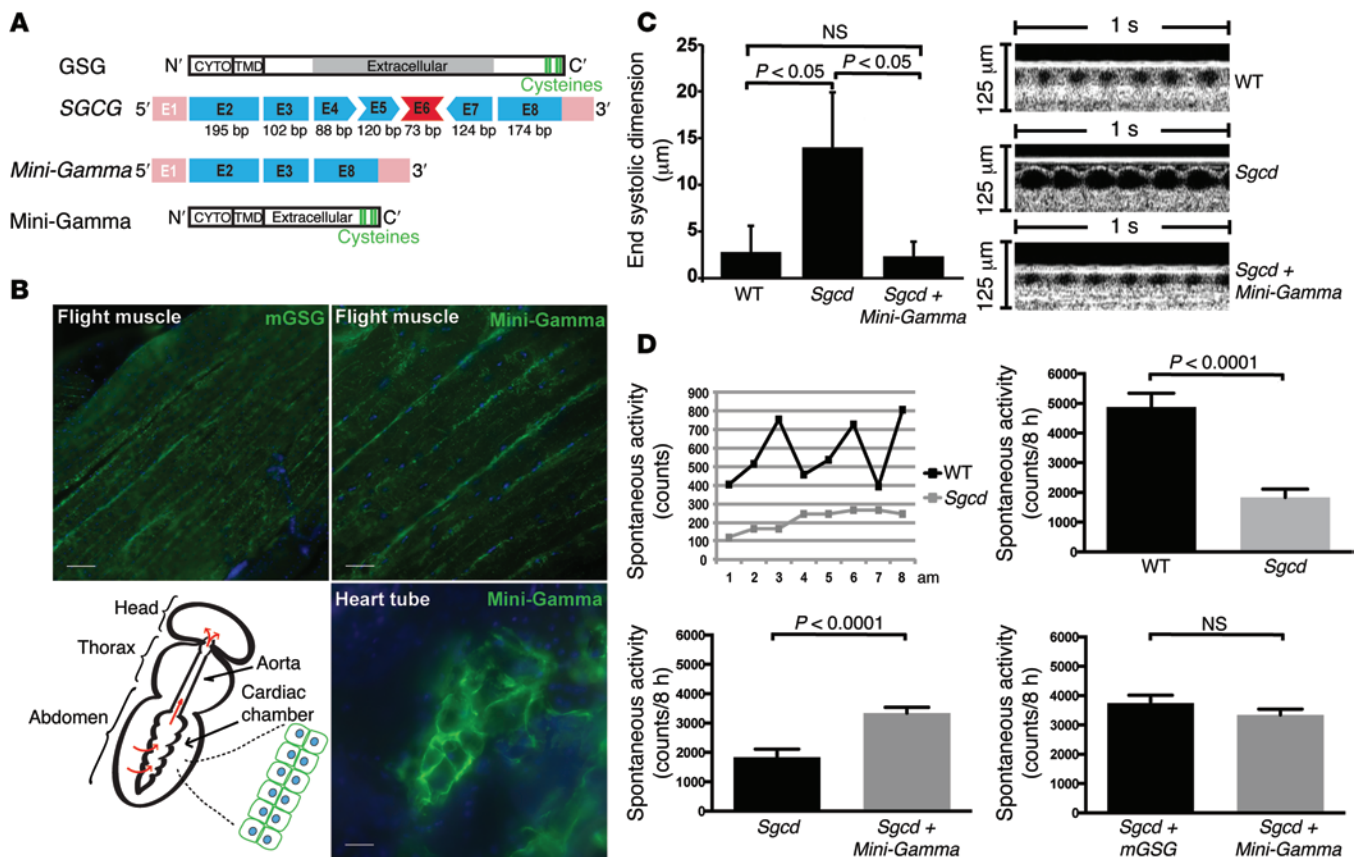 A
GSG
N′
CYTO
TMD
Extracellular
C′
Cysteines
SGCG
5′
E1
E2
E3
E4
E5
E6
E7
E8
3′
195 bp
102 bp
88 bp
120 bp
73 bp
124 bp
174 bp
Mini-Gamma
5′
E1
E2
E3
E8
3′
Mini-Gamma
N′
CYTO
TMD
Extracellular
C′
Cysteines
B
Flight muscle
mGSG
Flight muscle
Mini-Gamma
Head
Thorax
Abdomen
Aorta
Cardiac
chamber
Heart tube
Mini-Gamma
C
End systolic dimension
(μm)
25
20
15
10
5
0
NS
P < 0.05
P < 0.05
WT
Sgcd
Sgcd +
Mini-Gamma
1 s
125 μm
WT
1 s
125 μm
Sgcd
1 s
125 μm
Sgcd +
Mini-Gamma
D
Spontaneous activity
(counts)
900
800
700
600
500
400
300
200
100
0
1 2 3 4 5 6 7 8 am
WT
Sgcd
Spontaneous activity
(counts/8 h)
6000
5000
4000
3000
2000
1000
0
P < 0.0001
WT
Sgcd
Spontaneous activity
(counts/8 h)
6000
5000
4000
3000
2000
1000
0
P < 0.0001
Sgcd
Sgcd +
Mini-Gamma
Spontaneous activity
(counts/8 h)
6000
5000
4000
3000
2000
1000
0
NS
Sgcd +
mGSG
Sgcd +
Mini-Gamma